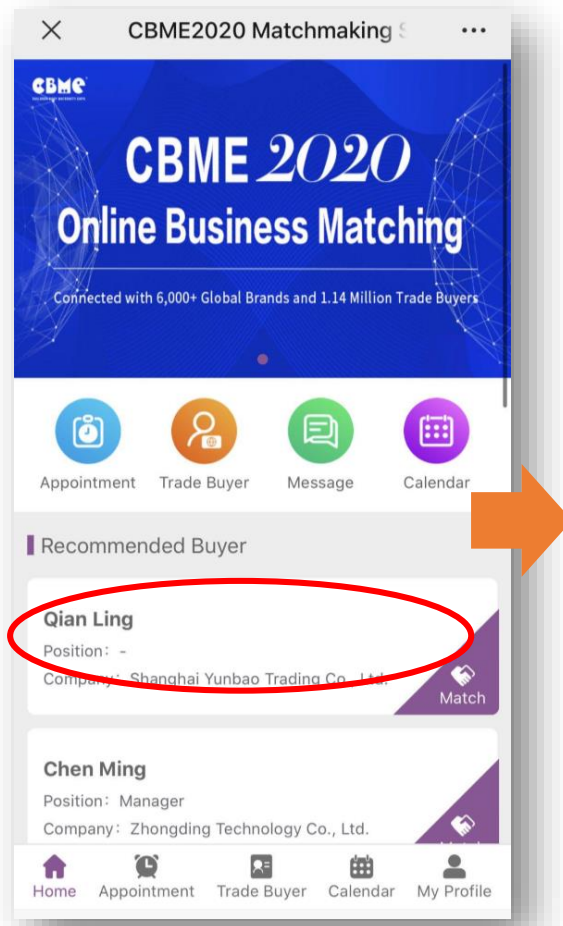 CBME2020 Matchmaking S
CBME
CBME 2020
Online Business Matching
Connected with 6,000+ Global Brands and 1.14 Million Trade Buyers
Appointment Trade Buyer Message Calendar
Recommended Buyer
Qian Ling
Position: -
Company: Shanghai Yunbao Trading Co., Ltd.
Match
Chen Ming
Position: Manager
Company: Zhongding Technology Co., Ltd.
Home Appointment Trade Buyer Calendar My Profile